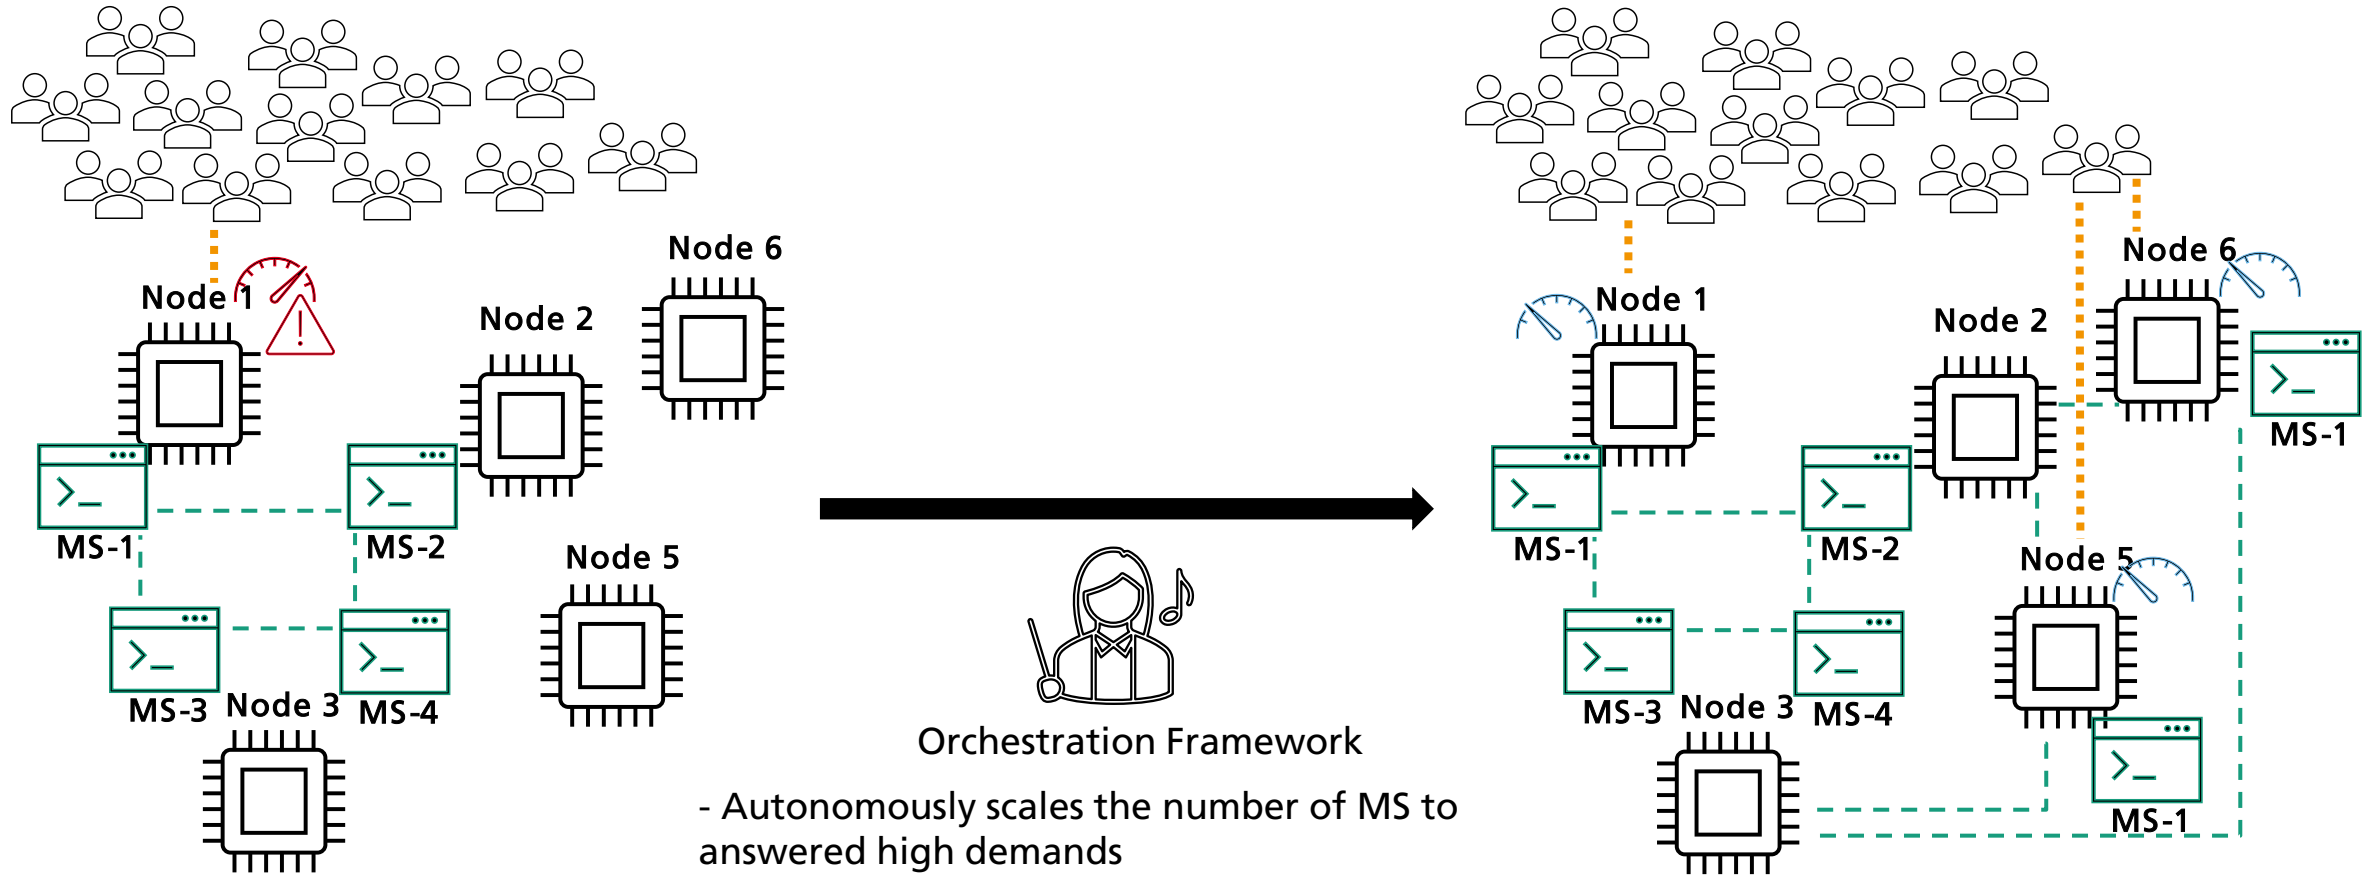 Node 6
Node 1
Node 2
MS-1
MS-2
Node 5
MS-3
Node 3
MS-4
Orchestration Framework
- Autonomously scales the number of MS to
answered high demands
Node 6
Node 1
Node 2
MS-1
MS-1
MS-2
Node 5
MS-3
Node 3
MS-4
MS-1